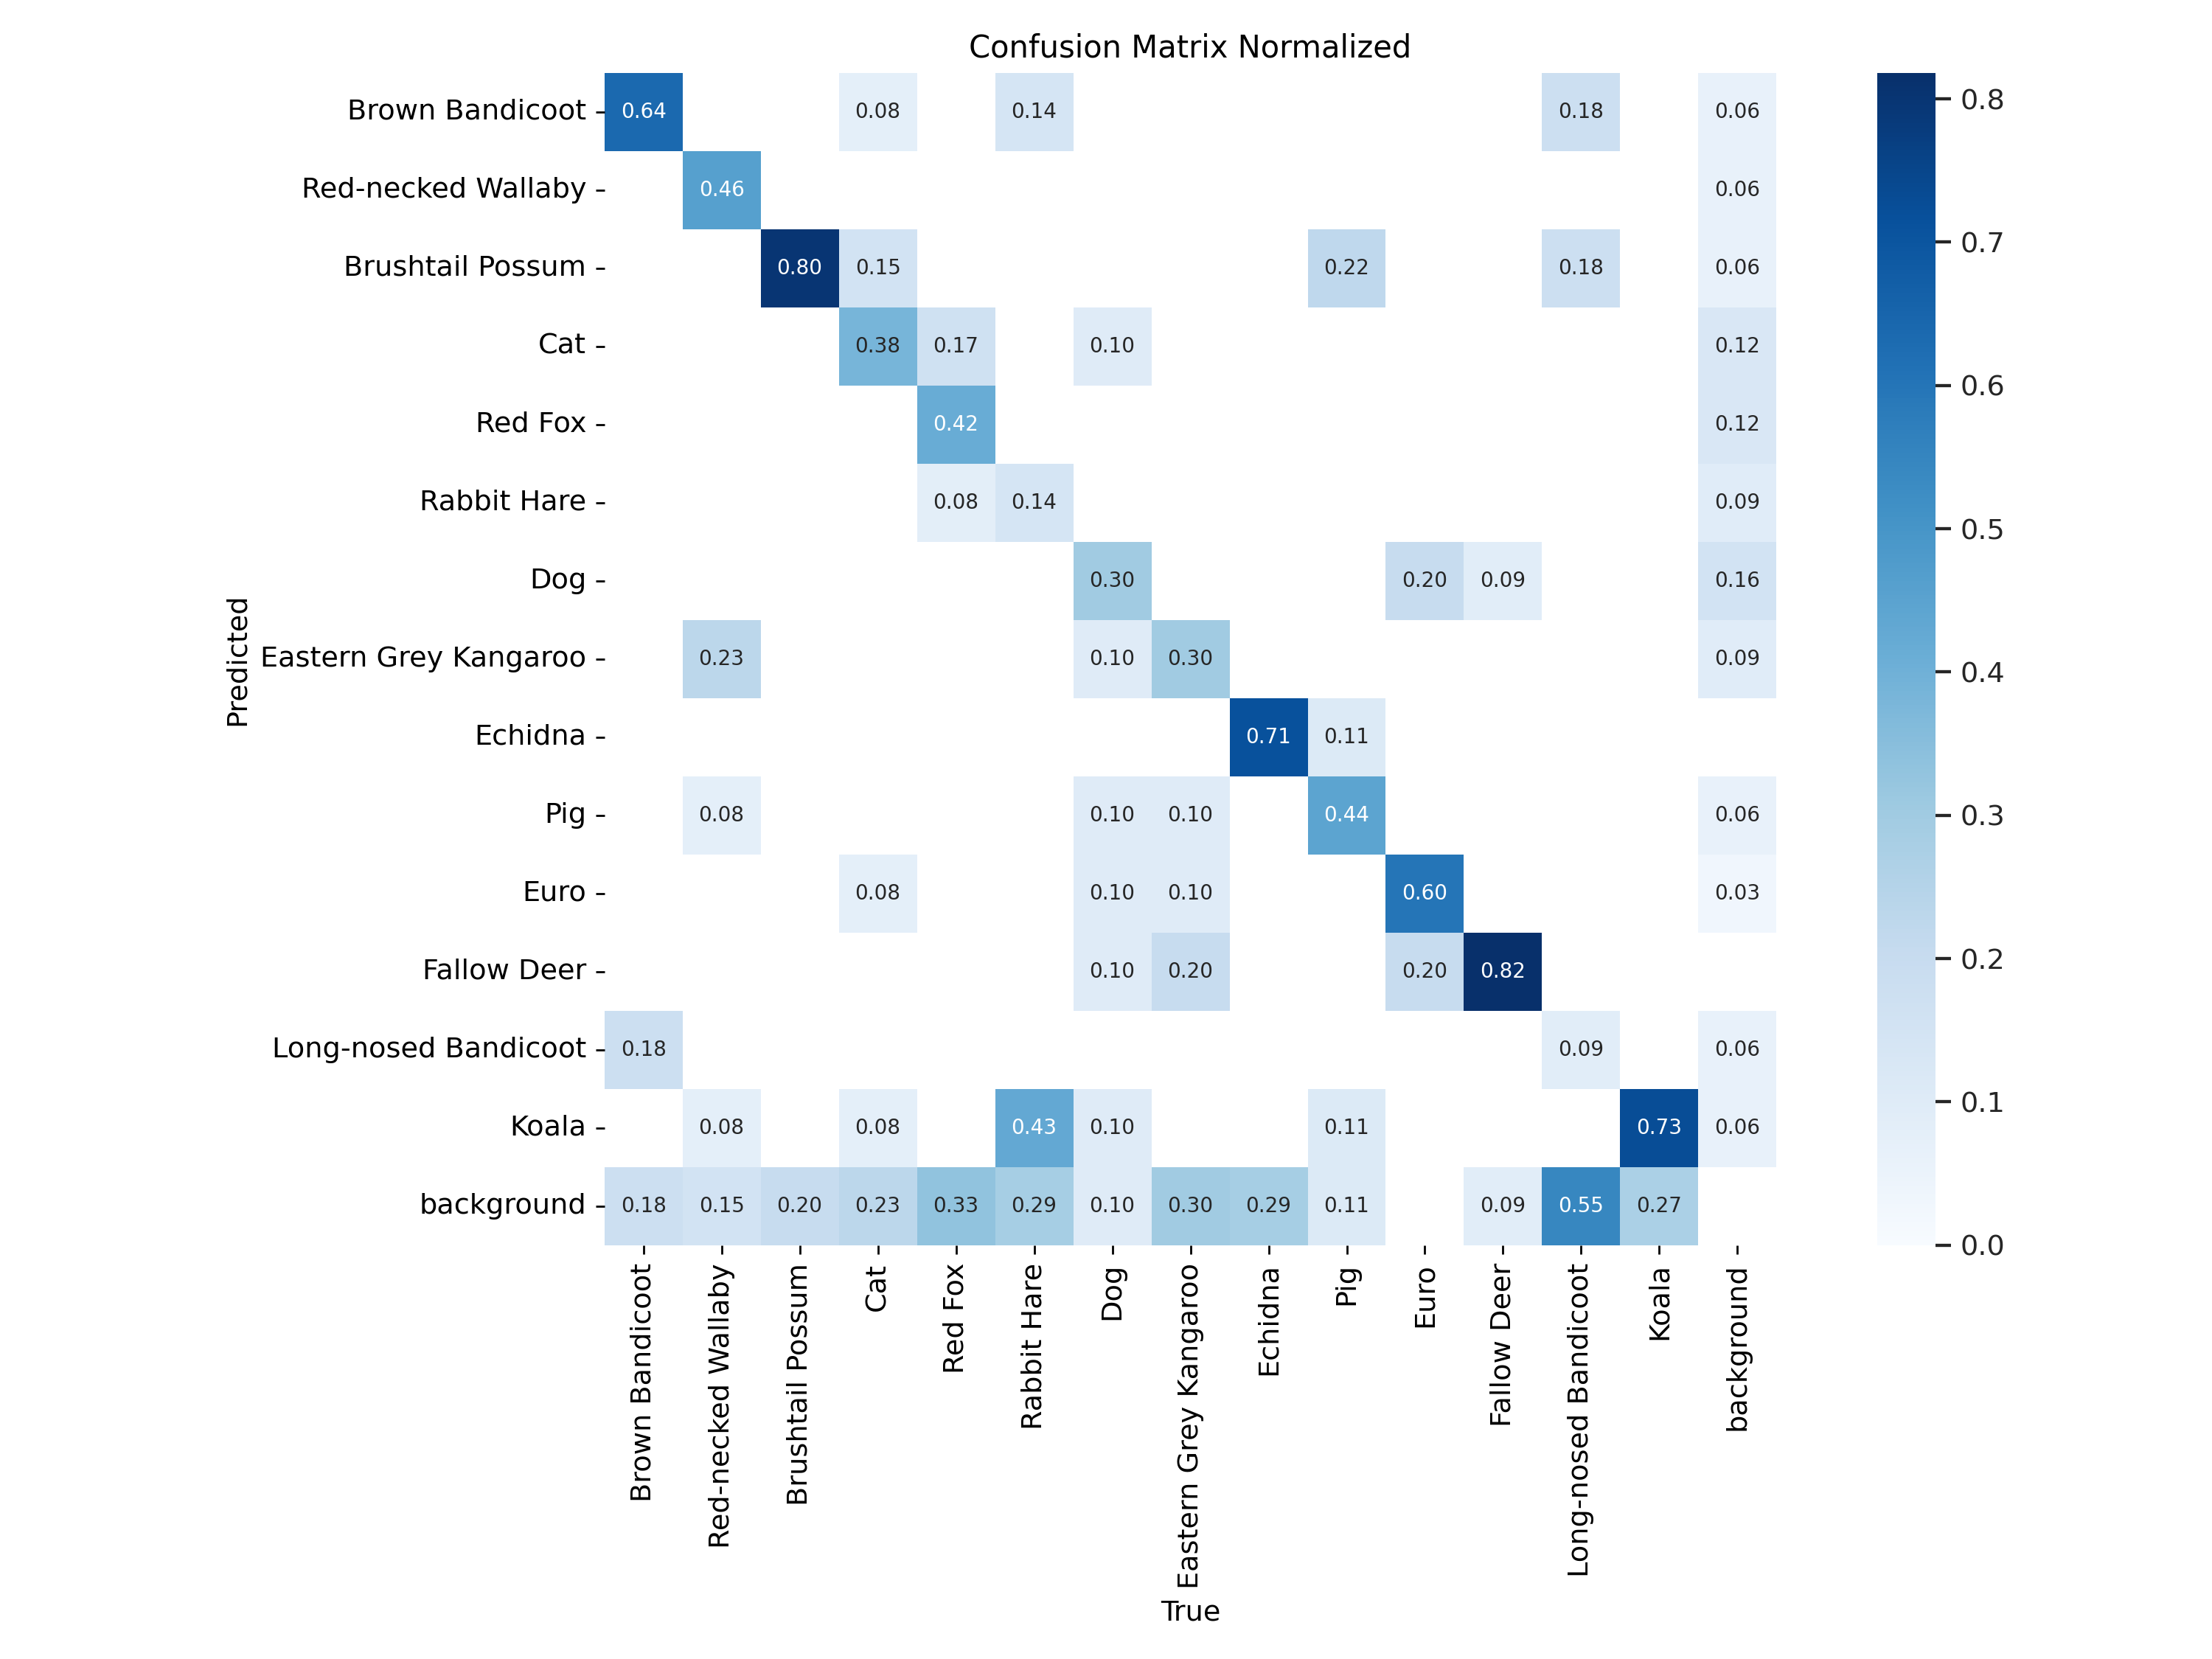 Confusion Matrix Normalized
Brown Bandicoot 0.64 0.08 0.14 0.18 0.06
Red-necked Wallaby 0.46 0.06
Brushtail Possum 0.80 0.15 0.22 0.18 0.06
Cat 0.38 0.17 0.10 0.12
Red Fox 0.42 0.12
Rabbit Hare 0.08 0.14 0.09
Dog 0.30 0.20 0.09 0.16
Eastern Grey Kangaroo 0.23 0.10 0.30 0.09
Echidna 0.71 0.11
Pig 0.08 0.10 0.10 0.44 0.06
Euro 0.08 0.10 0.10 0.60 0.03
Fallow Deer 0.10 0.20 0.20 0.82
Long-nosed Bandicoot 0.18 0.09 0.06
Koala 0.08 0.08 0.43 0.10 0.11 0.73 0.06
background 0.18 0.15 0.20 0.23 0.33 0.29 0.10 0.30 0.29 0.11 0.09 0.55 0.27
Predicted
Brown Bandicoot
Red-necked Wallaby
Brushtail Possum
Cat
Red Fox
Rabbit Hare
Dog
Eastern Grey Kangaroo
Echidna
Pig
Euro
Fallow Deer
Long-nosed Bandicoot
Koala
background
True
0.8
0.7
0.6
0.5
0.4
0.3
0.2
0.1
0.0